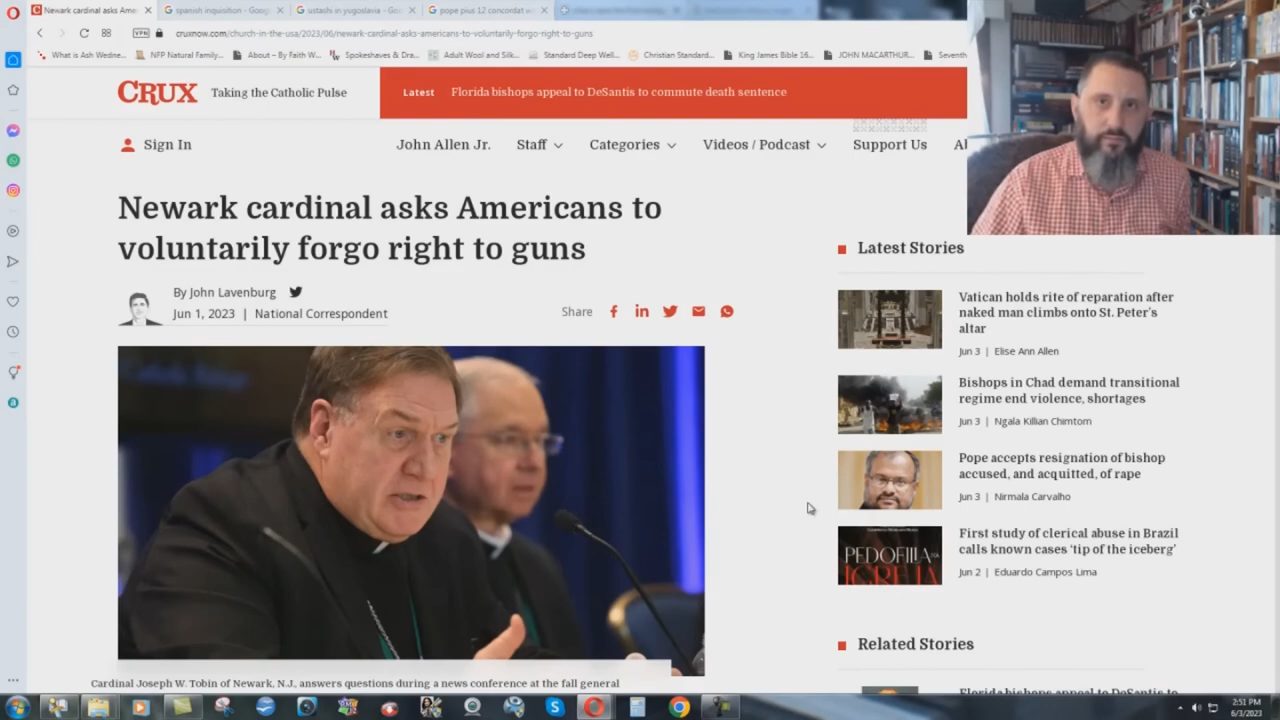 Newark cardinal asks Ame
spanish inquisition - Goog
ustashi in yugoslavia - Goo
pope pius 12 concordat w
VPN
cruxnow.com/church-in-the-usa/2023/06/newark-cardinal-asks-americans-to-voluntarily-forgo-right-to-guns
What is Ash Wedne...
NFP Natural Family...
About – By Faith W...
Spokeshaves & Dra...
Adult Wool and Silk...
Standard Deep Well...
Christian Standard...
King James Bible 16...
JOHN MACARTHUR...
Seventh
CRUX
Taking the Catholic Pulse
Latest
Florida bishops appeal to DeSantis to commute death sentence
Sign In
John Allen Jr.
Staff
Categories
Videos / Podcast
Support Us
Newark cardinal asks Americans to
voluntarily forgo right to guns
By John Lavenburg
Jun 1, 2023 | National Correspondent
Share
Cardinal Joseph W. Tobin of Newark, N.J., answers questions during a news conference at the fall general
Latest Stories
Vatican holds rite of reparation after
naked man climbs onto St. Peter's
altar
Jun 3 | Elise Ann Allen
Bishops in Chad demand transitional
regime end violence, shortages
Jun 3 | Ngala Killian Chimtom
Pope accepts resignation of bishop
accused, and acquitted, of rape
Jun 3 | Nirmala Carvalho
PEDOFILIA
IGREJA
First study of clerical abuse in Brazil
calls known cases 'tip of the iceberg'
Jun 2 | Eduardo Campos Lima
Related Stories
Florida bishops appeal to DeSantis to
2:51 PM
6/3/2023